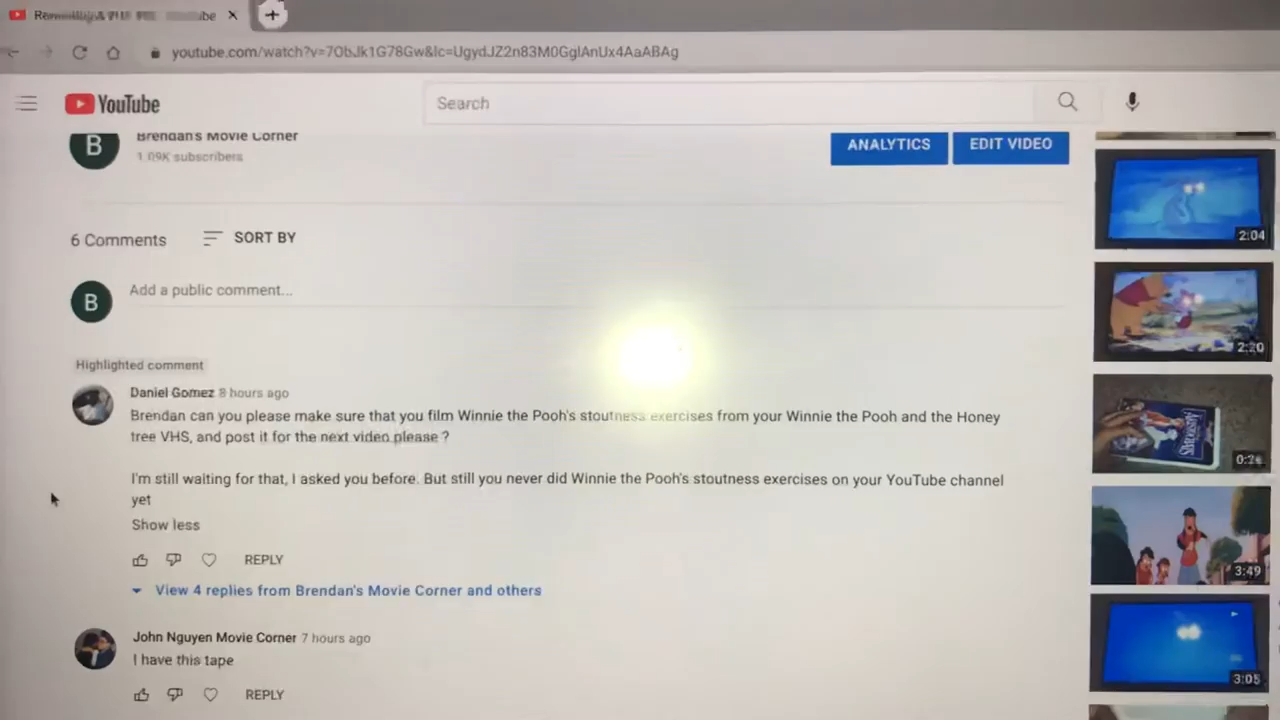 youtube.com/watch?v=7ObJk1G78Gw&lc=UgydJZ2n83M0GglAnUx4AaABAg
YouTube
Search
Brendan's Movie Corner
1.09K subscribers
ANALYTICS
EDIT VIDEO
6 Comments
SORT BY
B
Add a public comment...
B
Highlighted comment
Daniel Gomez 8 hours ago
Brendan can you please make sure that you film Winnie the Pooh's stoutness exercises from your Winnie the Pooh and the Honey
tree VHS, and post it for the next video please ?
I'm still waiting for that, I asked you before. But still you never did Winnie the Pooh's stoutness exercises on your YouTube channel
yet
Show less
REPLY
View 4 replies from Brendan's Movie Corner and others
John Nguyen Movie Corner 7 hours ago
I have this tape
REPLY
2:04
2:20
3:49
3:05